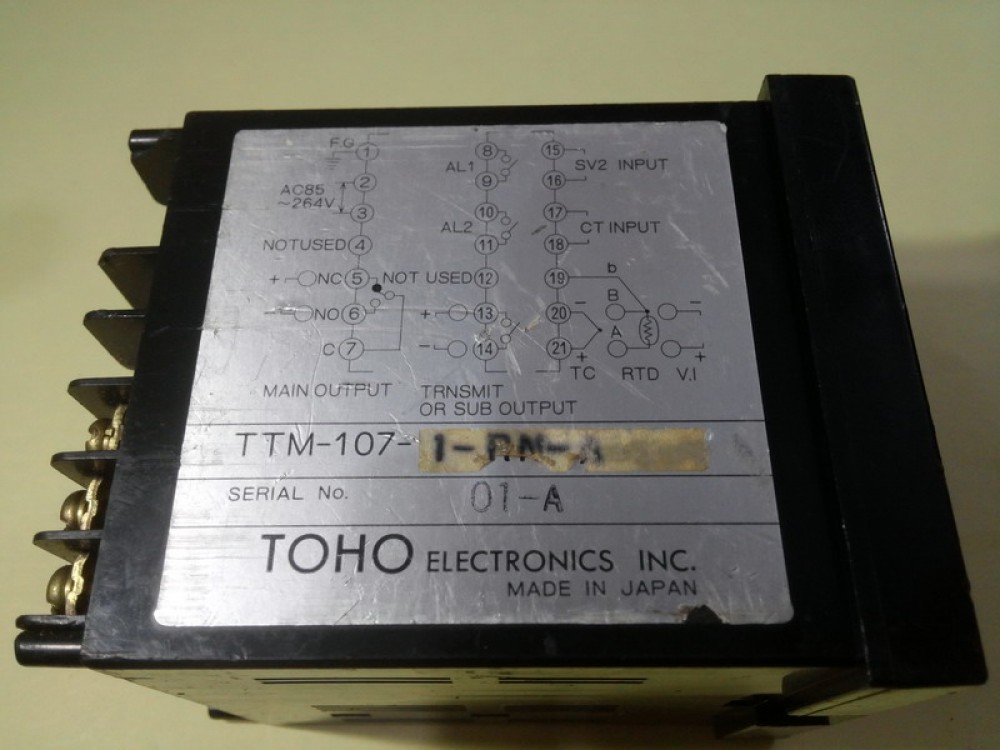 F.G 1 8 15
AL1 SV2 INPUT
2 9 16
AC85
~264V
3 10 17
AL2 CT INPUT
NOTUSED 4 11 18
+ NC 5 NOT USED 12 19 b
− NO 6 + 13 20 − B −
C 7 − 14 21 + A +
TC RTD V.I
MAIN OUTPUT TRNSMIT
OR SUB OUTPUT
TTM-107- 1-RN-A
SERIAL No. 01-A
TOHO ELECTRONICS INC.
MADE IN JAPAN